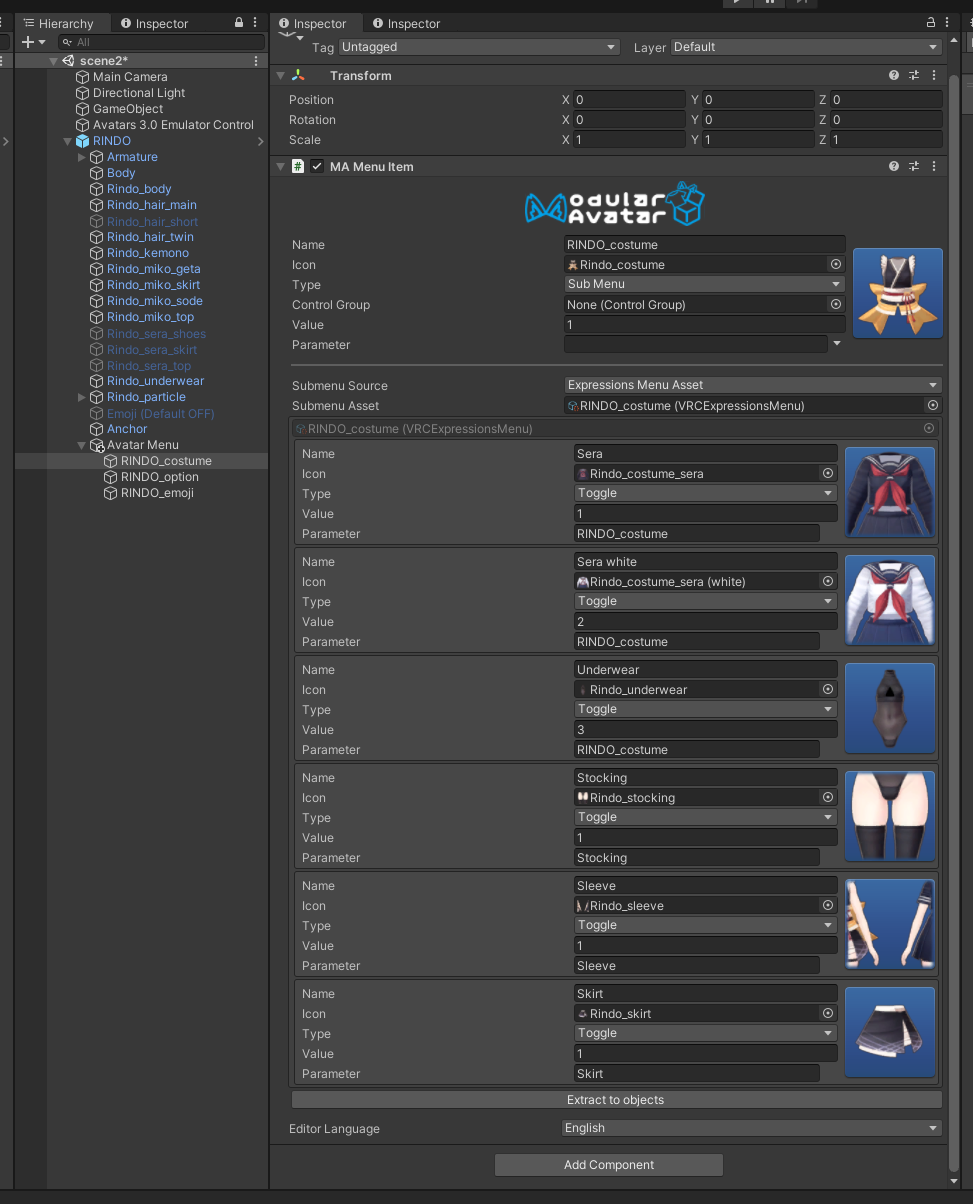 Hierarchy
Inspector
All
scene2*
Main Camera
Directional Light
GameObject
Avatars 3.0 Emulator Control
RINDO
Armature
Body
Rindo_body
Rindo_hair_main
Rindo_hair_short
Rindo_hair_twin
Rindo_kemono
Rindo_miko_geta
Rindo_miko_skirt
Rindo_miko_sode
Rindo_miko_top
Rindo_sera_shoes
Rindo_sera_skirt
Rindo_sera_top
Rindo_underwear
Rindo_particle
Emoji (Default OFF)
Anchor
Avatar Menu
RINDO_costume
RINDO_option
RINDO_emoji
Inspector Inspector
Tag Untagged Layer Default
Transform
Position X 0 Y 0 Z 0
Rotation X 0 Y 0 Z 0
Scale X 1 Y 1 Z 1
# MA Menu Item
Modular
Avatar
Name RINDO_costume
Icon Rindo_costume
Type Sub Menu
Control Group None (Control Group)
Value 1
Parameter
Submenu Source Expressions Menu Asset
Submenu Asset RINDO_costume (VRCExpressionsMenu)
RINDO_costume (VRCExpressionsMenu)
Name Sera
Icon Rindo_costume_sera
Type Toggle
Value 1
Parameter RINDO_costume
Name Sera white
Icon Rindo_costume_sera (white)
Type Toggle
Value 2
Parameter RINDO_costume
Name Underwear
Icon Rindo_underwear
Type Toggle
Value 3
Parameter RINDO_costume
Name Stocking
Icon Rindo_stocking
Type Toggle
Value 1
Parameter Stocking
Name Sleeve
Icon Rindo_sleeve
Type Toggle
Value 1
Parameter Sleeve
Name Skirt
Icon Rindo_skirt
Type Toggle
Value 1
Parameter Skirt
Extract to objects
Editor Language English
Add Component